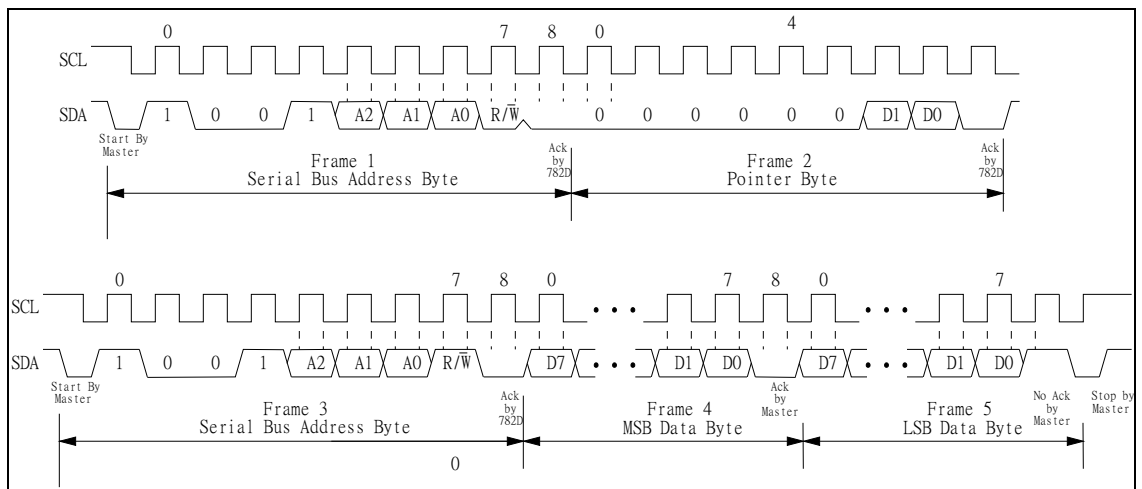 0 7 8 0 4
SCL
SDA 1 0 0 1 A2 A1 A0 R/W̅ 0 0 0 0 0 0 D1 D0
Start By
Master
Frame 1
Serial Bus Address Byte
Ack
by
782D
Frame 2
Pointer Byte
Ack
by
782D
0 7 8 0 7 8 0 7
SCL • • • • • •
SDA 1 0 0 1 A2 A1 A0 R/W̅ D7 • • • D1 D0 D7 • • • D1 D0
Start By
Master
Frame 3
Serial Bus Address Byte
0
Ack
by
782D
Frame 4
MSB Data Byte
Ack
by
Master
Frame 5
LSB Data Byte
No Ack
by
Master
Stop by
Master